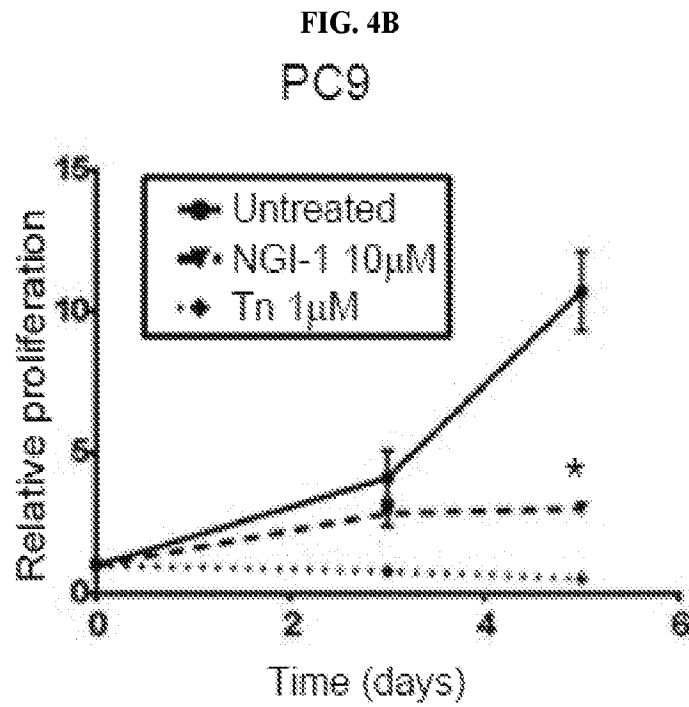 FIG. 4B
PC9
15
Untreated
NGI-1 10μM
Tn 1μM
10
Relative proliferation
5
*
0
0 2 4 6
Time (days)